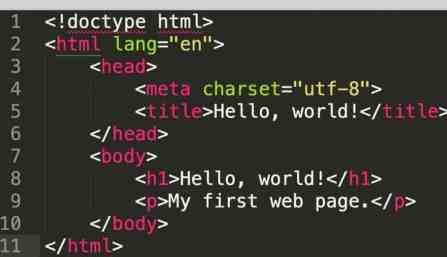 1 <!doctype html>
2 <html lang="en">
3 <head>
4 <meta charset="utf-8">
5 <title>Hello, world!</title>
6 </head>
7 <body>
8 <h1>Hello, world!</h1>
9 <p>My first web page.</p>
10 </body>
11 </html>